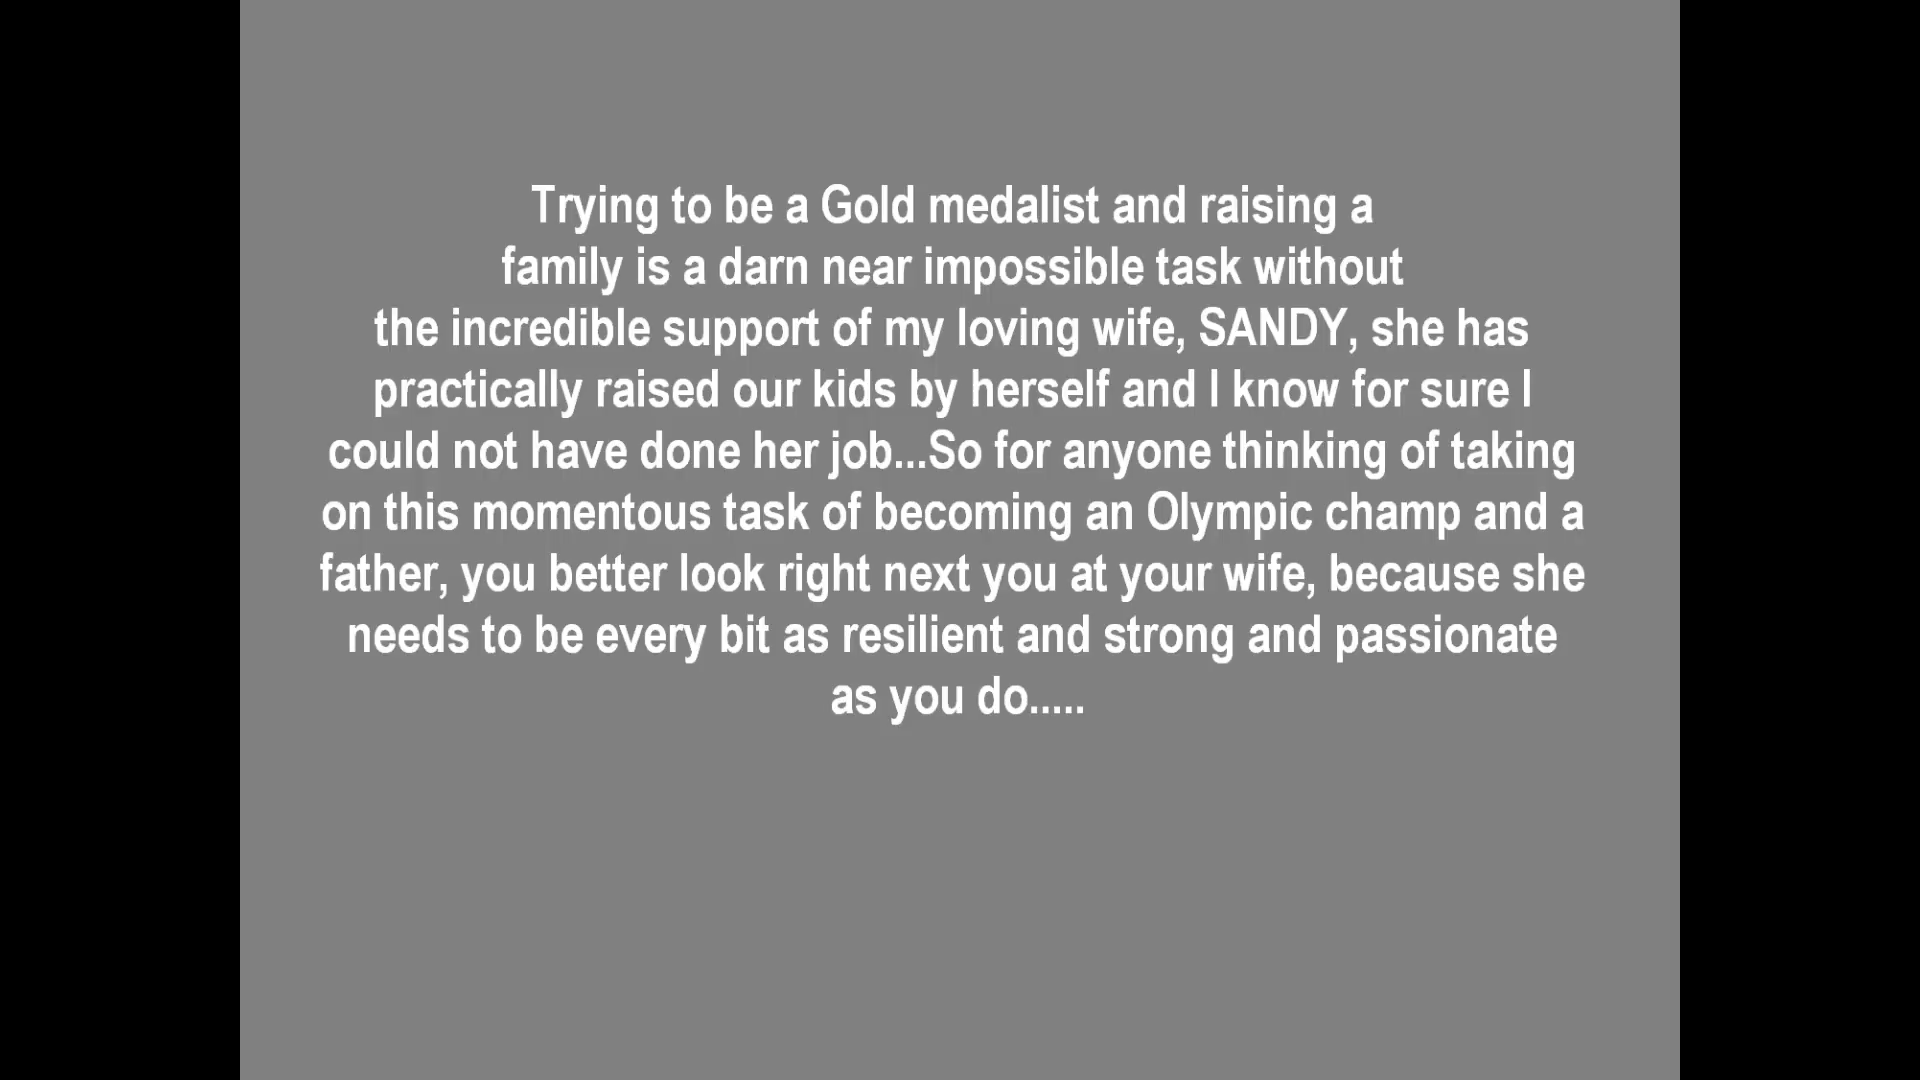 Trying to be a Gold medalist and raising a
family is a darn near impossible task without
the incredible support of my loving wife, SANDY, she has
practically raised our kids by herself and I know for sure I
could not have done her job...So for anyone thinking of taking
on this momentous task of becoming an Olympic champ and a
father, you better look right next you at your wife, because she
needs to be every bit as resilient and strong and passionate
as you do.....